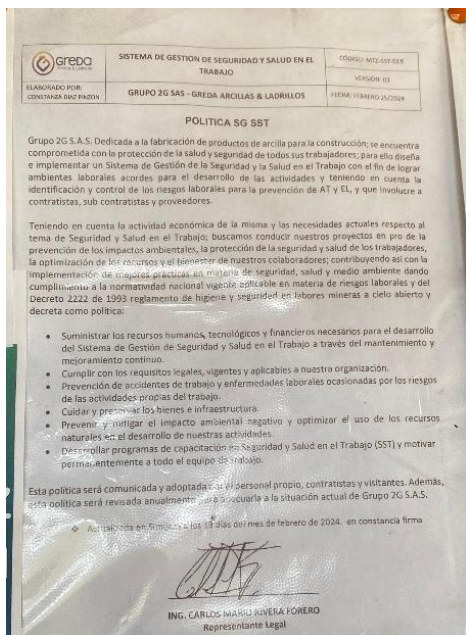 GREDA
SISTEMA DE GESTION DE SEGURIDAD Y SALUD EN EL
TRABAJO
VERSION: 03
ELABORADO POR:
CONSTANZA DIAZ PINZON
GRUPO 2G SAS - GREDA ARCILLAS & LADRILLOS
FECHA: FEBRERO
POLITICA SG SST
Grupo 2G S.A.S. Dedicada a la fabricación de productos de arcilla para la construcción; se encuentra
comprometida con la protección de la salud y seguridad de todos sus trabajadores; para ello diseña
e implementar un Sistema de Gestión de la Seguridad y la Salud en el Trabajo con el fin de lograr
ambientes laborales acordes para el desarrollo de las actividades y teniendo en cuenta la
identificación y control de los riesgos laborales para la prevención de AT y EL, y que involucre a
contratistas, sub contratistas y proveedores.
Teniendo en cuenta la actividad económica de la misma y las necesidades actuales respecto al
tema de Seguridad y Salud en el Trabajo; buscamos conducir nuestros proyectos en pro de la
prevención de los impactos ambientales, la protección de la seguridad y salud de los trabajadores,
la optimización de los recursos y el bienestar de nuestros colaboradores; contribuyendo así con la
implementación de mejores prácticas en materia de seguridad, salud y medio ambiente dando
cumplimiento a la normatividad nacional vigente aplicable en materia de riesgos laborales y del
Decreto 2222 de 1993 reglamento de higiene y seguridad en labores mineras a cielo abierto y
decreta como política:
• Suministrar los recursos humanos, tecnológicos y financieros necesarios para el desarrollo
del Sistema de Gestión de Seguridad y Salud en el Trabajo a través del mantenimiento y
mejoramiento continuo.
• Cumplir con los requisitos legales, vigentes y aplicables a nuestra organización.
• Prevención de accidentes de trabajo y enfermedades laborales ocasionadas por los riesgos
de las actividades propias del trabajo.
• Cuidar y preservar los bienes e infraestructura.
• Prevenir y mitigar el impacto ambiental negativo y optimizar el uso de los recursos
naturales en el desarrollo de nuestras actividades.
• Desarrollar programas de capacitación en Seguridad y Salud en el Trabajo (SST) y motivar
permanentemente a todo el equipo de trabajo.
Esta política será comunicada y adoptada por el personal propio, contratistas y visitantes. Además,
esta política será revisada anualmente para adecuarla a la situación actual de Grupo 2G S.A.S.
Actualizada en a los días del mes de febrero de 2024. en constancia firma
ING. CARLOS MARIO RIVERA FORERO
Representante Legal